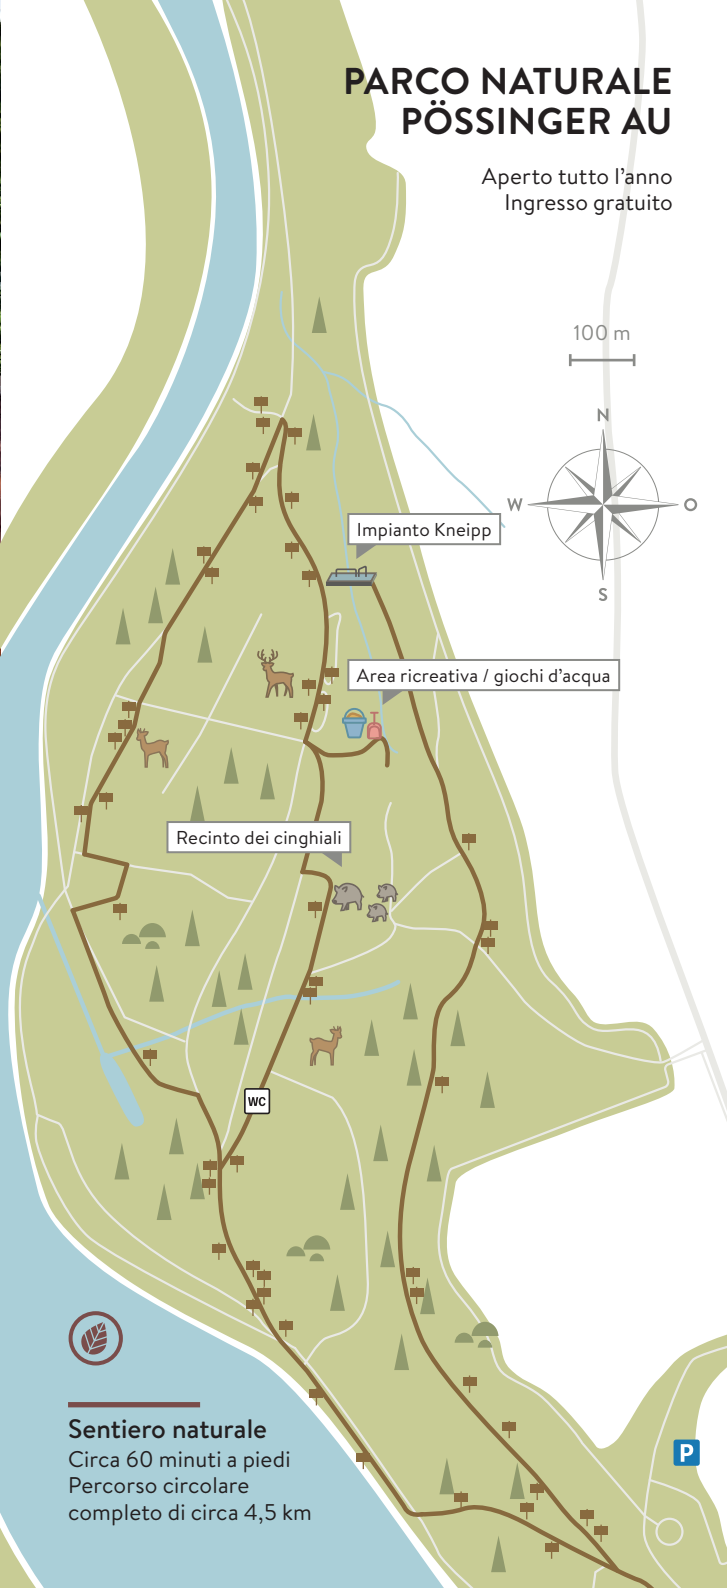 PARCO NATURALE
PÖSSINGER AU
Aperto tutto l'anno
Ingresso gratuito
100 m
N
W
O
S
Impianto Kneipp
Area ricreativa / giochi d'acqua
Recinto dei cinghiali
WC
P
Sentiero naturale
Circa 60 minuti a piedi
Percorso circolare
completo di circa 4,5 km